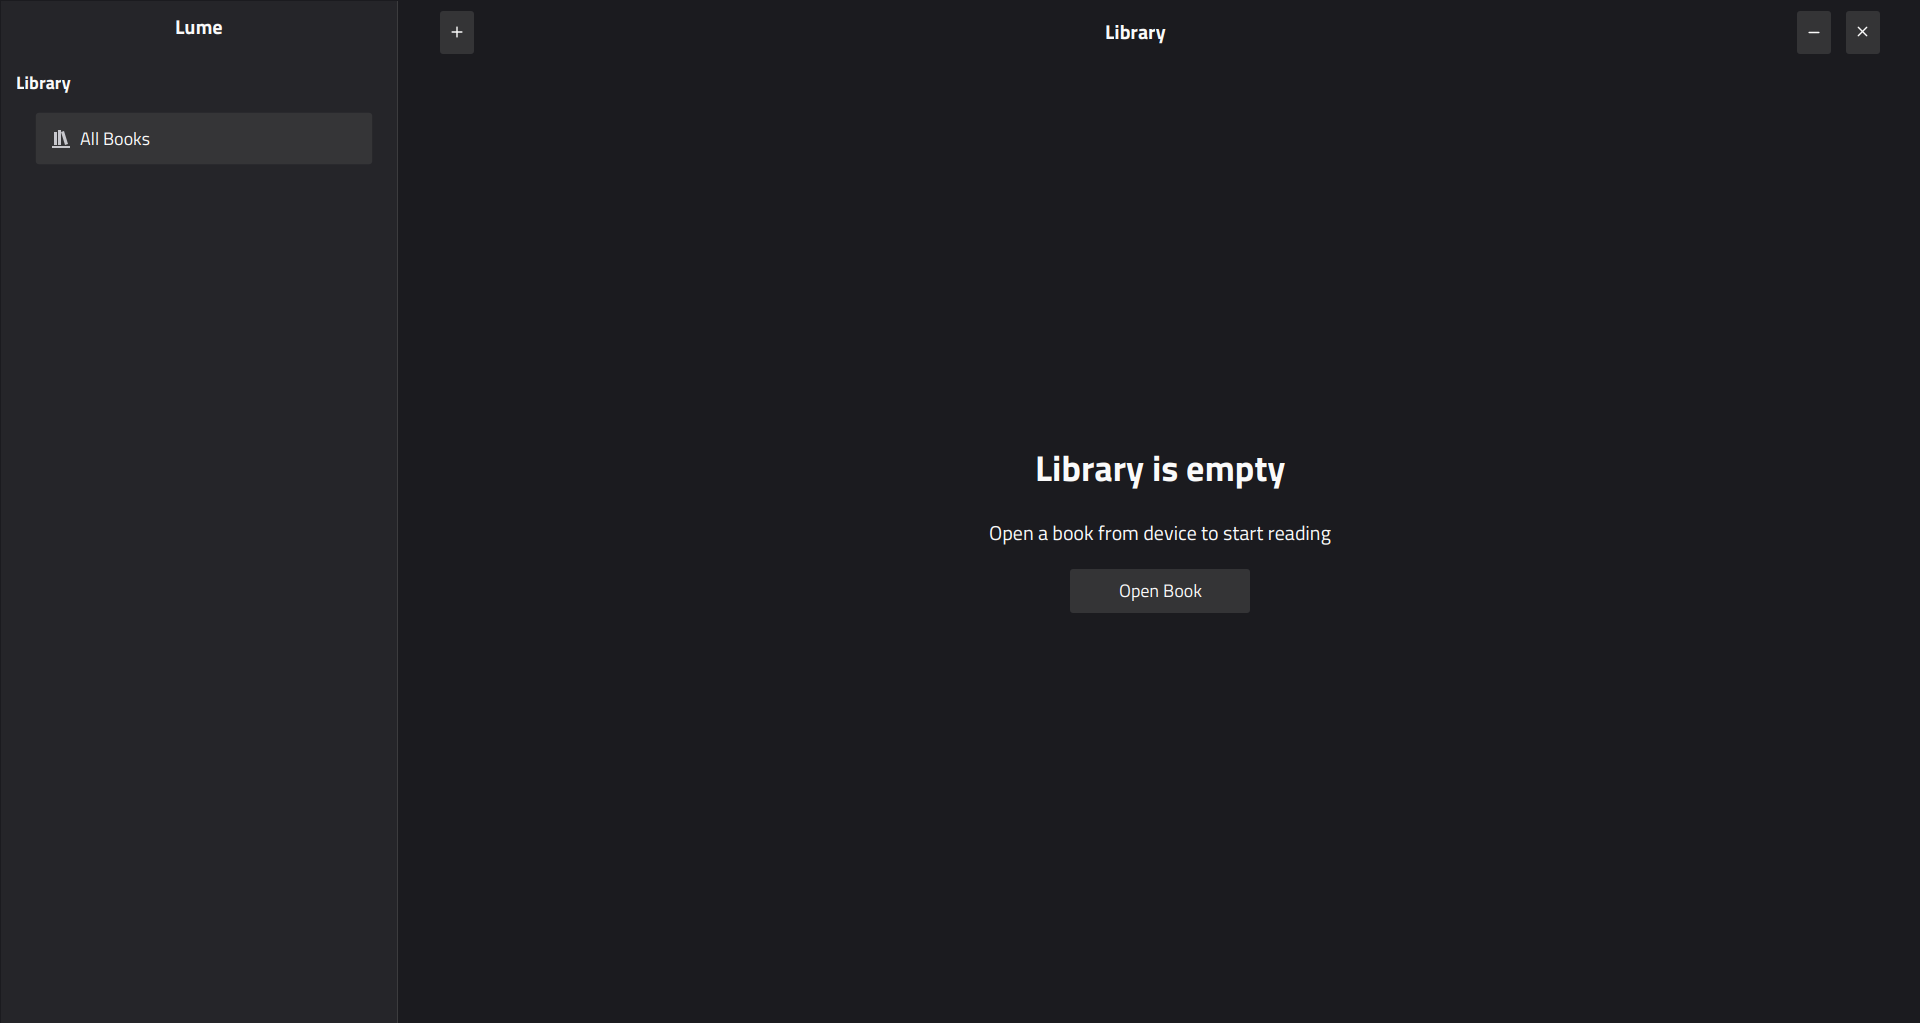 Lume
Library
All Books
Library
Library is empty
Open a book from device to start reading
Open Book